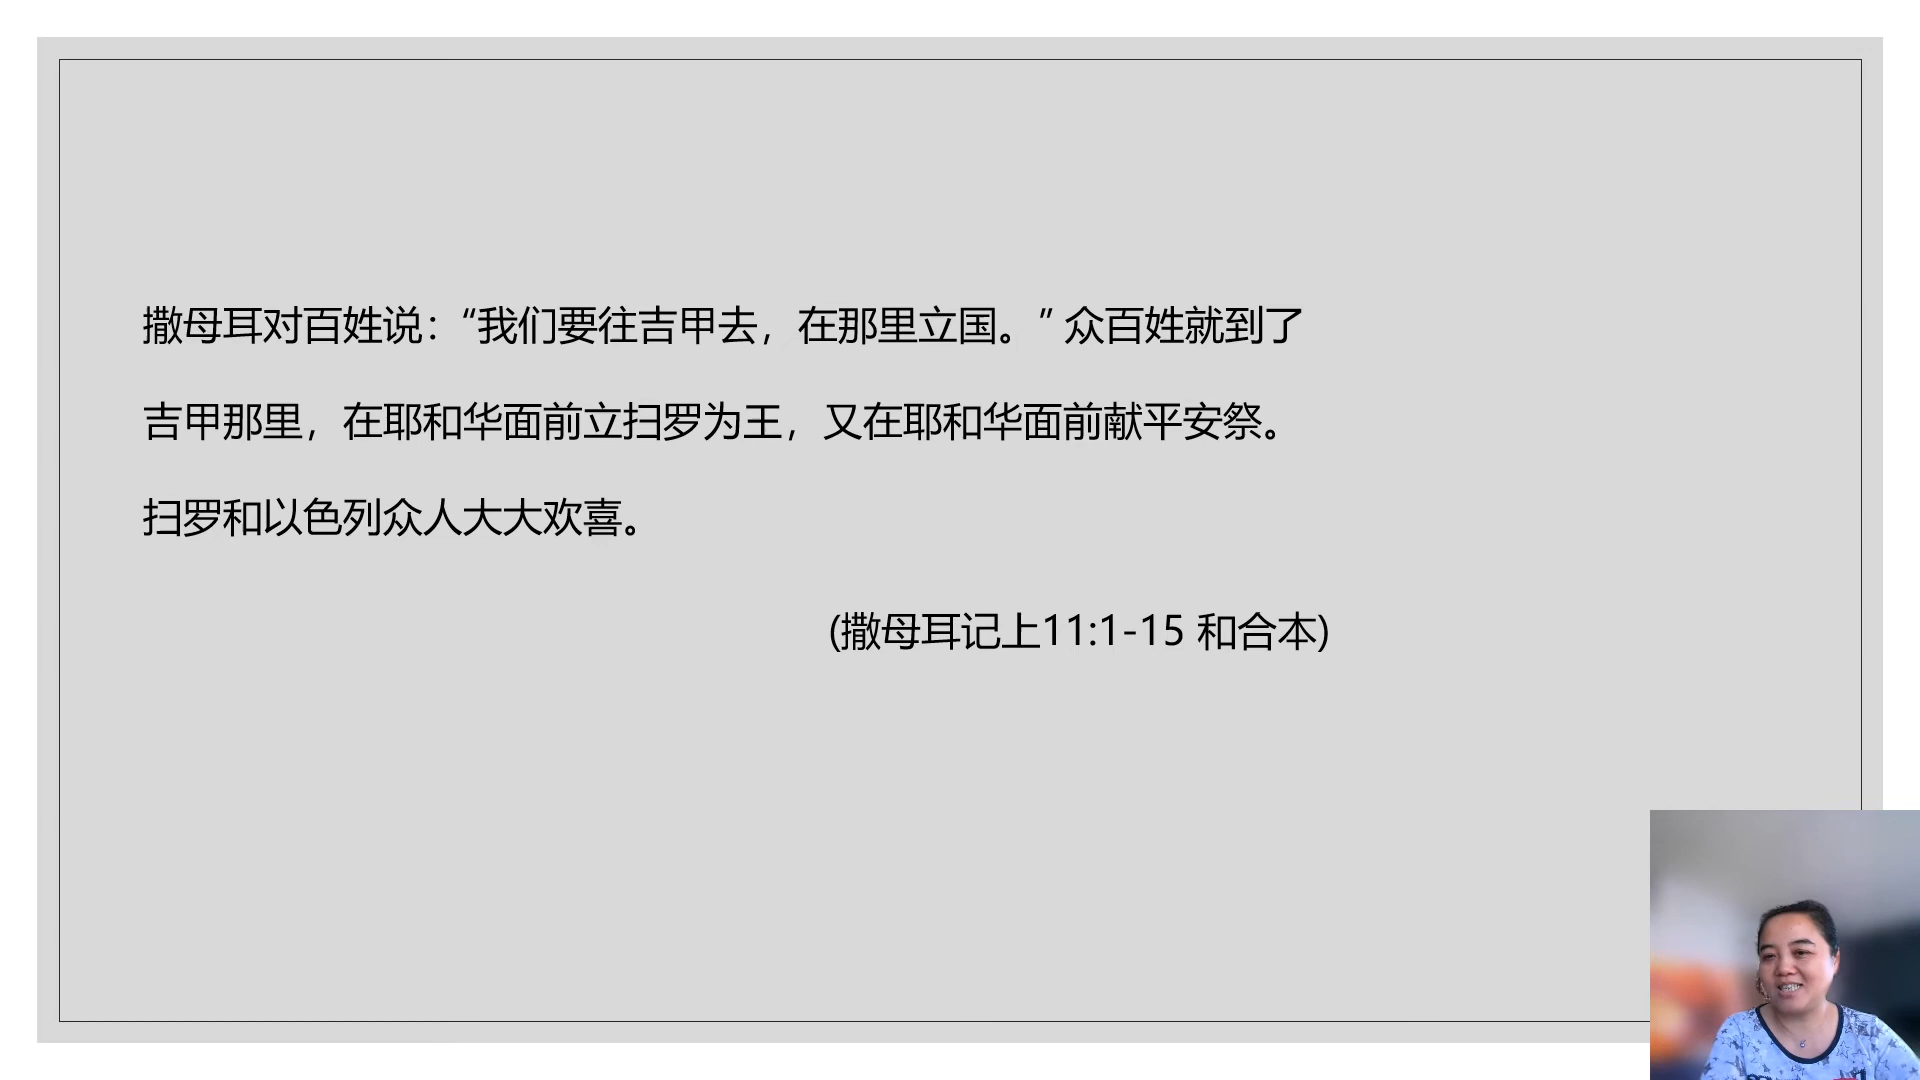 撒母耳对百姓说：“我们要往吉甲去，在那里立国。” 众百姓就到了
吉甲那里，在耶和华面前立扫罗为王，又在耶和华面前献平安祭。
扫罗和以色列众人大大欢喜。
(撒母耳记上11:1-15 和合本)